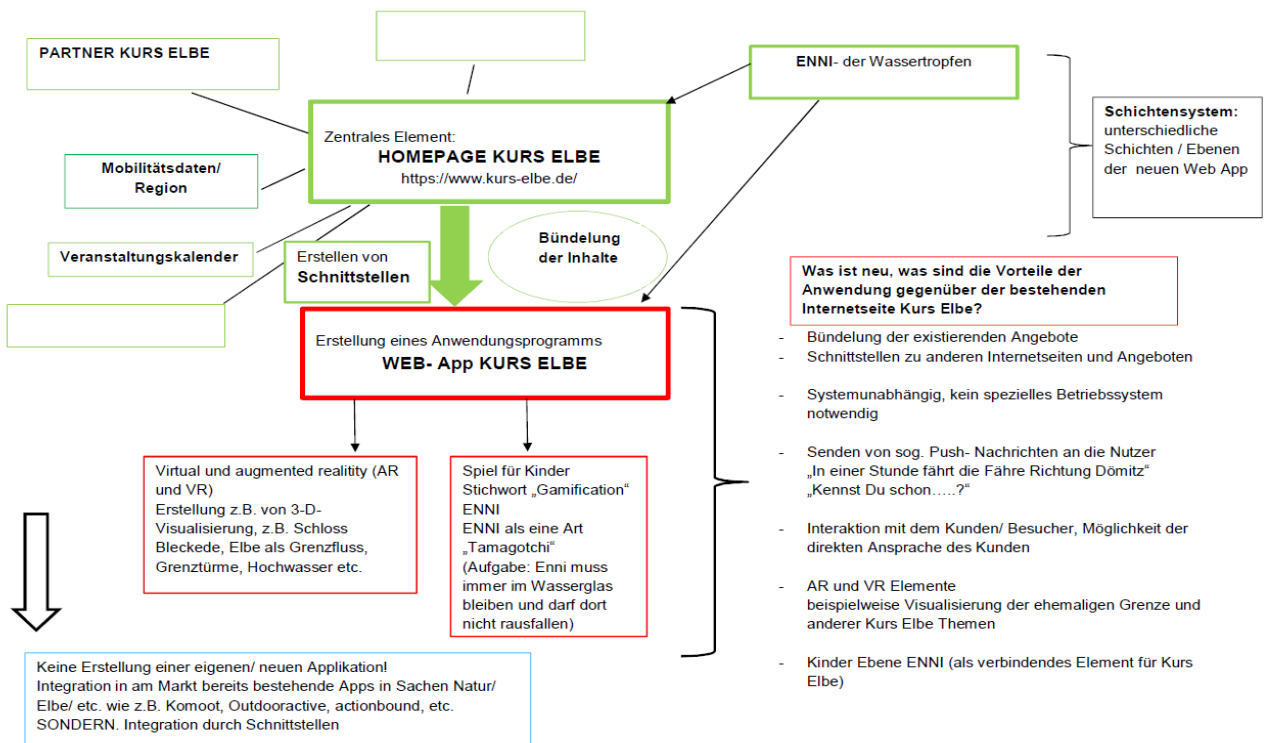 PARTNER KURS ELBE
ENNI- der Wassertropfen
Schichtensystem:
unterschiedliche
Schichten / Ebenen
der neuen Web App
Zentrales Element:
HOMEPAGE KURS ELBE
https://www.kurs-elbe.de/
Mobilitätsdaten/
Region
Veranstaltungskalender
Erstellen von
Schnittstellen
Bündelung
der Inhalte
Erstellung eines Anwendungsprogramms
WEB- App KURS ELBE
Virtual und augmented realitity (AR
und VR)
Erstellung z.B. von 3-D-
Visualisierung, z.B. Schloss
Bleckede, Elbe als Grenzfluss,
Grenztürme, Hochwasser etc.
Spiel für Kinder
Stichwort „Gamification“
ENNI
ENNI als eine Art
„Tamagotchi“
(Aufgabe: Enni muss
immer im Wasserglas
bleiben und darf dort
nicht rausfallen)
Keine Erstellung einer eigenen/ neuen Applikation!
Integration in am Markt bereits bestehende Apps in Sachen Natur/
Elbe/ etc. wie z.B. Komoot, Outdooractive, actionbound, etc.
SONDERN. Integration durch Schnittstellen
Was ist neu, was sind die Vorteile der
Anwendung gegenüber der bestehenden
Internetseite Kurs Elbe?
- Bündelung der existierenden Angebote
- Schnittstellen zu anderen Internetseiten und Angeboten
- Systemunabhängig, kein spezielles Betriebssystem
notwendig
- Senden von sog. Push- Nachrichten an die Nutzer
„In einer Stunde fährt die Fähre Richtung Dömitz“
„Kennst Du schon…..?“
- Interaktion mit dem Kunden/ Besucher, Möglichkeit der
direkten Ansprache des Kunden
- AR und VR Elemente
beispielweise Visualisierung der ehemaligen Grenze und
anderer Kurs Elbe Themen
- Kinder Ebene ENNI (als verbindendes Element für Kurs
Elbe)